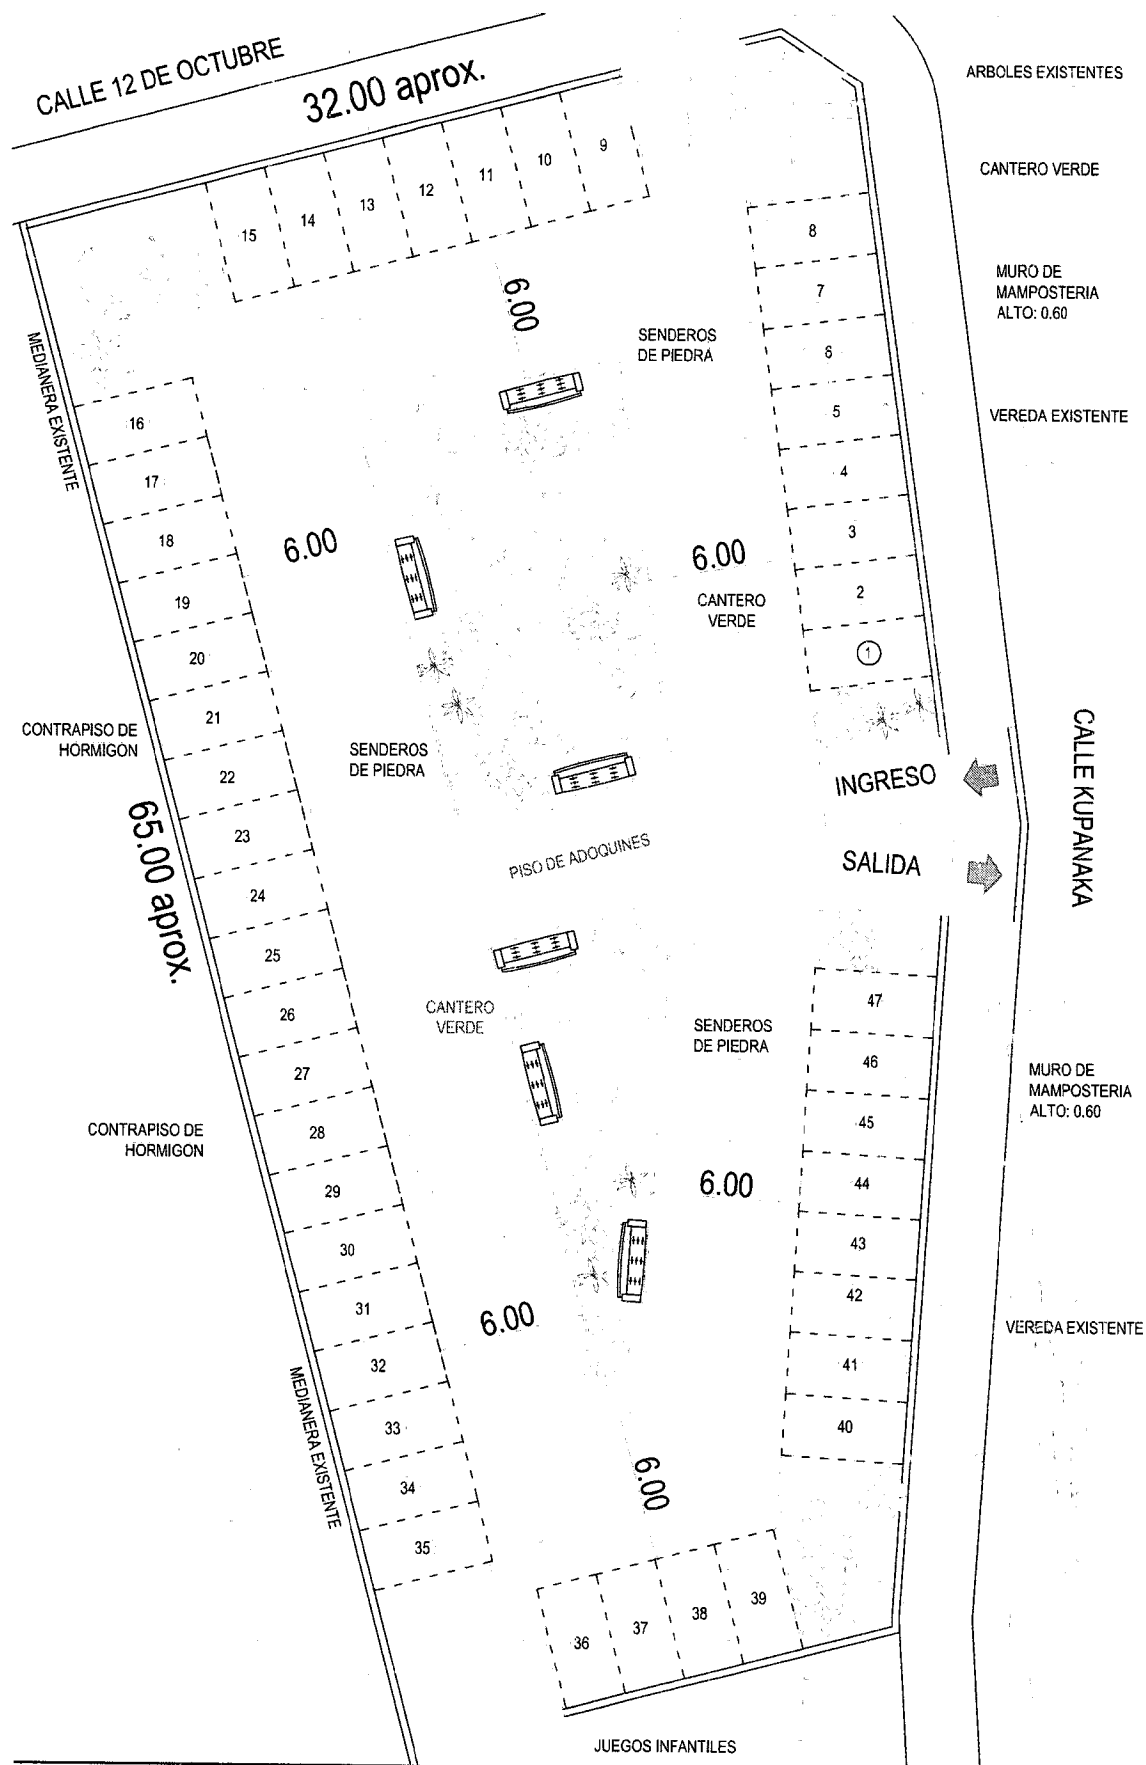 CALLE 12 DE OCTUBRE
32.00 aprox.
ARBOLES EXISTENTES
CANTERO VERDE
MURO DE
MAMPOSTERIA
ALTO: 0.60
VEREDA EXISTENTE
15
14
13
12
11
10
9
8
7
6
5
4
3
2
1
6.00
SENDEROS
DE PIEDRA
MEDIANERA EXISTENTE
16
17
18
19
20
21
22
23
24
25
26
27
28
29
30
31
32
33
34
35
6.00
6.00
CANTERO
VERDE
CONTRAPISO DE
HORMIGON
SENDEROS
DE PIEDRA
65.00 aprox.
INGRESO
SALIDA
CALLE KUPANAKA
PISO DE ADOQUINES
CANTERO
VERDE
SENDEROS
DE PIEDRA
47
46
45
44
43
42
41
40
MURO DE
MAMPOSTERIA
ALTO: 0.60
CONTRAPISO DE
HORMIGON
6.00
6.00
VEREDA EXISTENTE
MEDIANERA EXISTENTE
6.00
36
37
38
39
JUEGOS INFANTILES